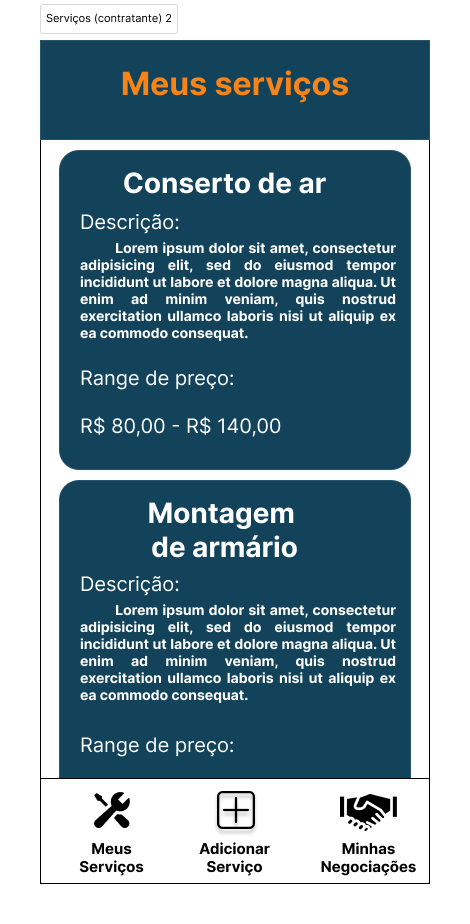 Serviços (contratante) 2
Meus serviços
Conserto de ar
Descrição:
Lorem ipsum dolor sit amet, consectetur
adipisicing elit, sed do eiusmod tempor
incididunt ut labore et dolore magna aliqua. Ut
enim ad minim veniam, quis nostrud
exercitation ullamco laboris nisi ut aliquip ex
ea commodo consequat.
Range de preço:
R$ 80,00 - R$ 140,00
Montagem
de armário
Descrição:
Lorem ipsum dolor sit amet, consectetur
adipisicing elit, sed do eiusmod tempor
incididunt ut labore et dolore magna aliqua. Ut
enim ad minim veniam, quis nostrud
exercitation ullamco laboris nisi ut aliquip ex
ea commodo consequat.
Range de preço:
Meus
Serviços
Adicionar
Serviço
Minhas
Negociações